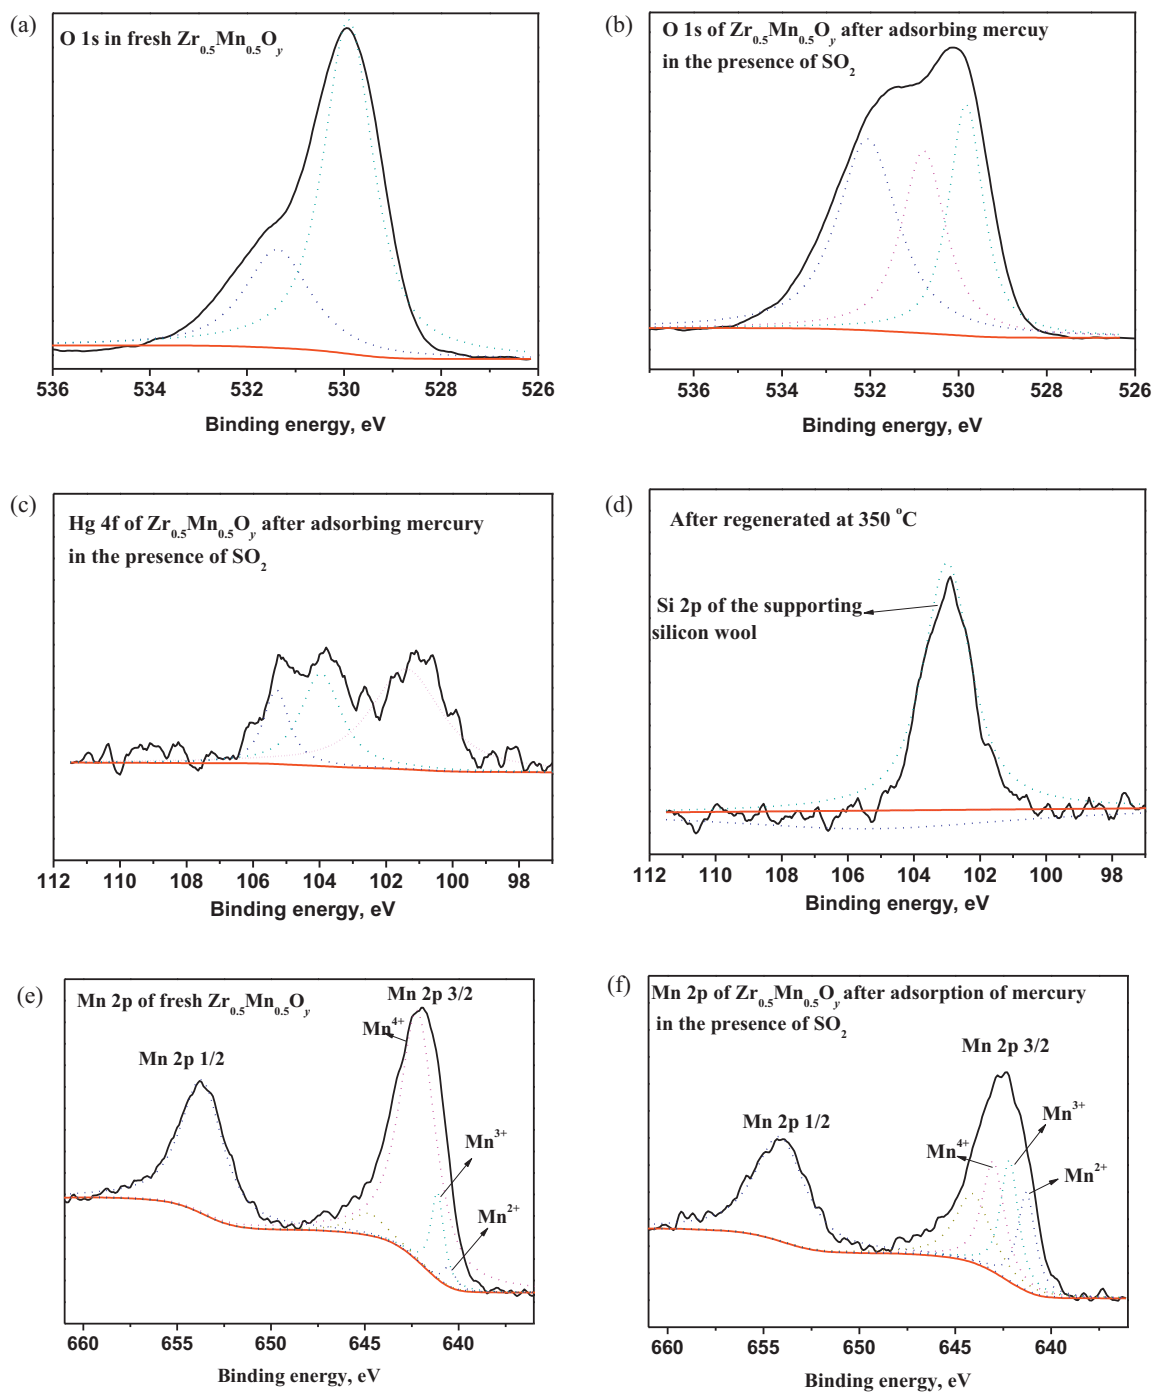 (a)
O 1s in fresh Zr0.5Mn0.5Oy
536 534 532 530 528 526
Binding energy, eV
(b)
O 1s of Zr0.5Mn0.5Oy after adsorbing mercuy
in the presence of SO2
536 534 532 530 528 526
Binding energy, eV
(c)
Hg 4f of Zr0.5Mn0.5Oy after adsorbing mercury
in the presence of SO2
112 110 108 106 104 102 100 98
Binding energy, eV
(d)
After regenerated at 350 °C
Si 2p of the supporting
silicon wool
112 110 108 106 104 102 100 98
Binding energy, eV
(e)
Mn 2p of fresh Zr0.5Mn0.5Oy
Mn 2p 3/2
Mn4+
Mn 2p 1/2
Mn3+
Mn2+
660 655 650 645 640
Binding energy, eV
(f)
Mn 2p of Zr0.5Mn0.5Oy after adsorption of mercury
in the presence of SO2
Mn 2p 3/2
Mn 2p 1/2
Mn3+
Mn4+
Mn2+
660 655 650 645 640
Binding energy, eV